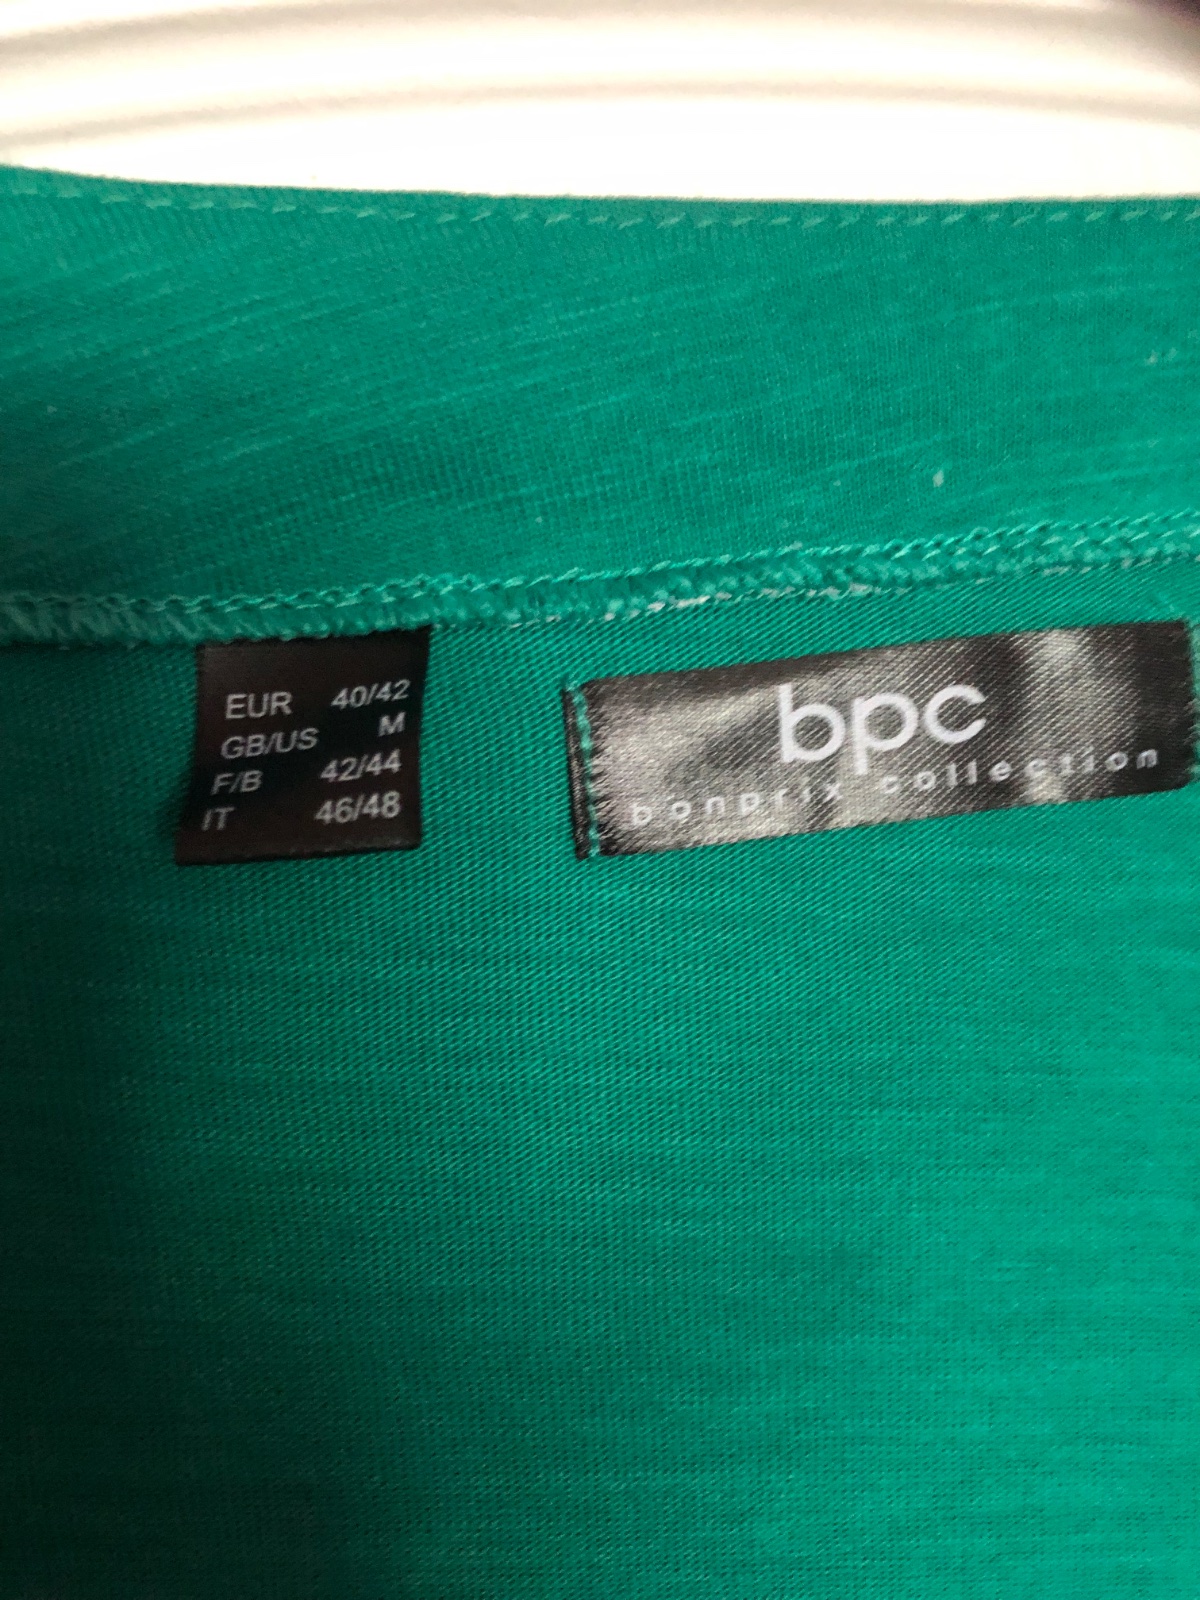 EUR 40/42
GB/US M
F/B 42/44
IT 46/48
bpc
bonprix collection